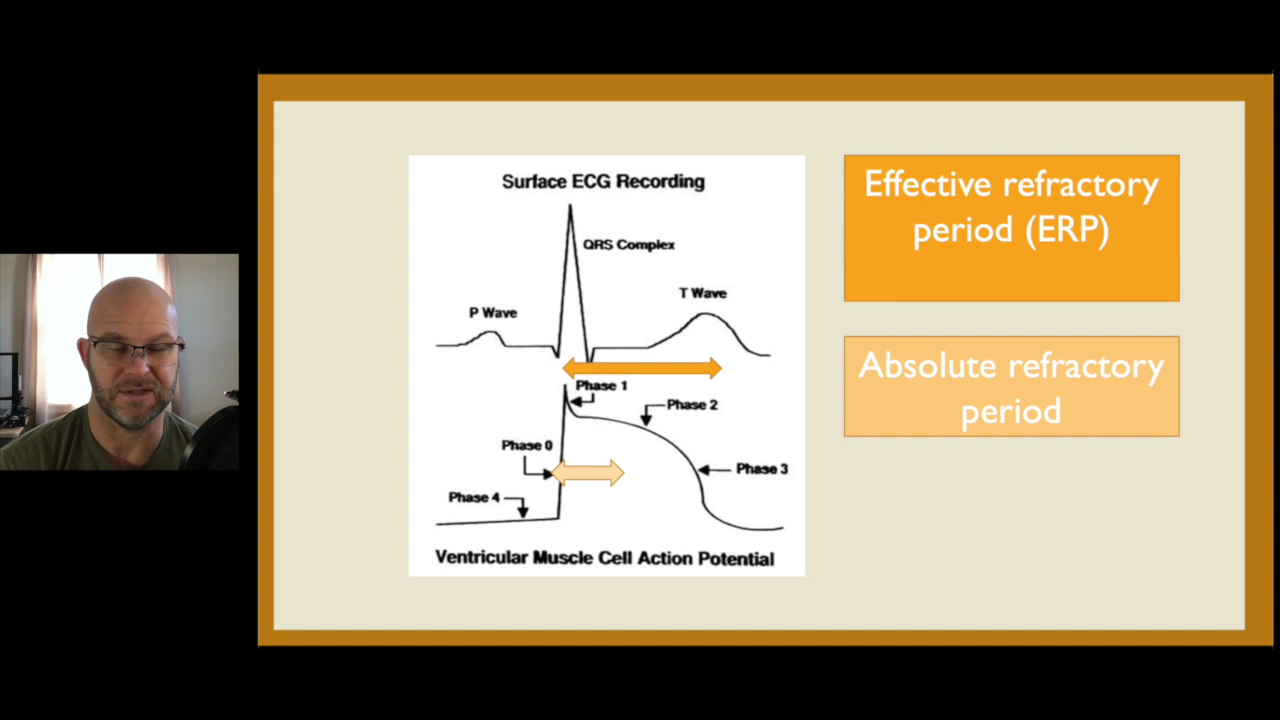 Surface ECG Recording
QRS Complex
T Wave
P Wave
Phase 1
Phase 2
Phase 0
Phase 3
Phase 4
Ventricular Muscle Cell Action Potential
Effective refractory
period (ERP)
Absolute refractory
period